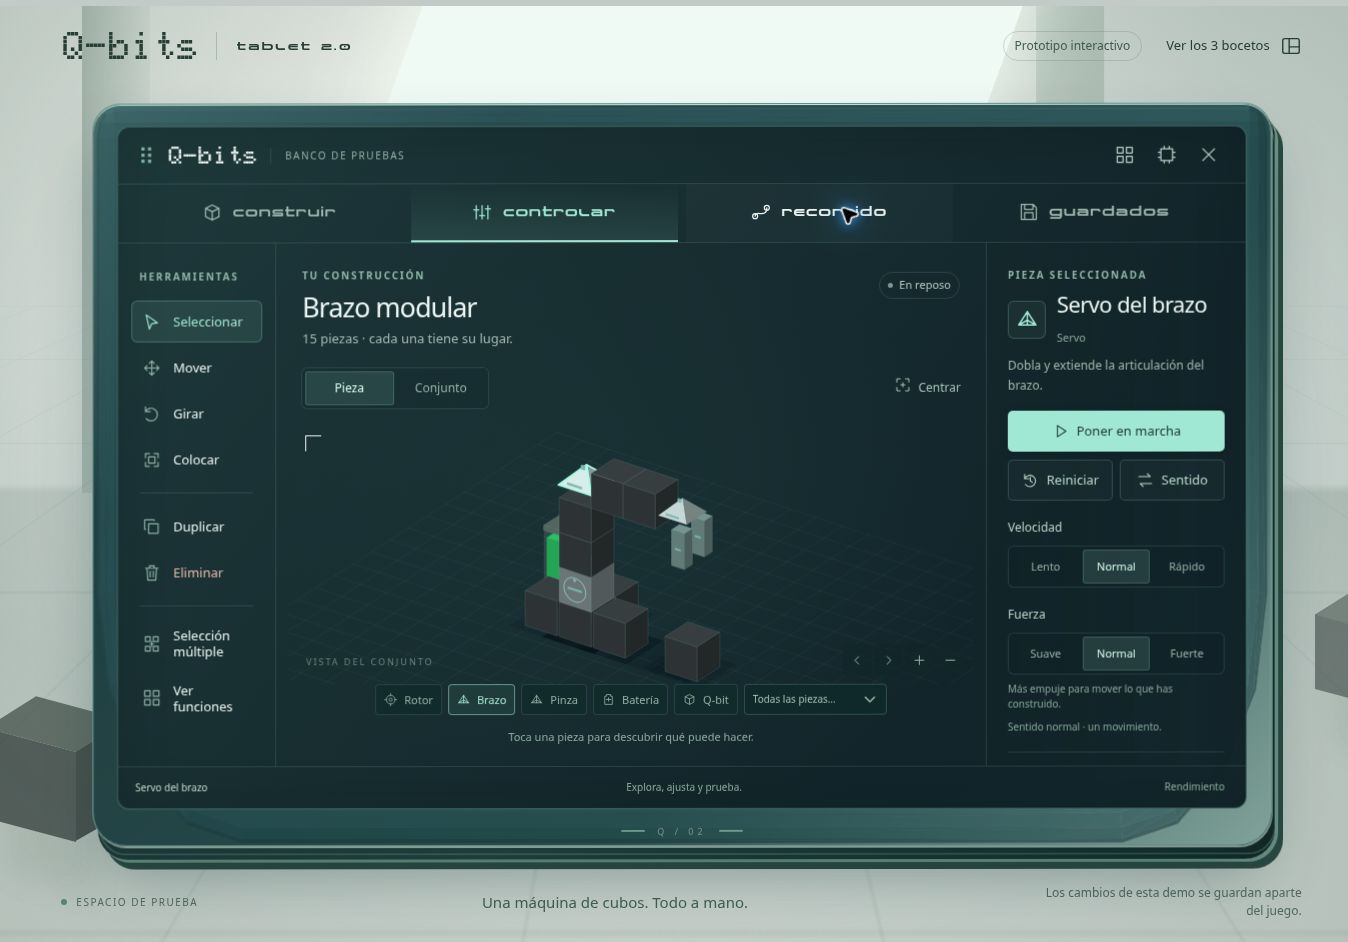 Q-bits
tablet 2.0
Prototipo interactivo
Ver los 3 bocetos
Q-bits
BANCO DE PRUEBAS
construir
controlar
recorrido
guardados
HERRAMIENTAS
Seleccionar
Mover
Girar
Colocar
Duplicar
Eliminar
Selección
múltiple
Ver
funciones
TU CONSTRUCCIÓN
Brazo modular
15 piezas · cada una tiene su lugar.
En reposo
Pieza
Conjunto
Centrar
VISTA DEL CONJUNTO
Rotor
Brazo
Pinza
Batería
Q-bit
Todas las piezas...
Toca una pieza para descubrir qué puede hacer.
PIEZA SELECCIONADA
Servo del brazo
Servo
Dobla y extiende la articulación del
brazo.
Poner en marcha
Reiniciar
Sentido
Velocidad
Lento
Normal
Rápido
Fuerza
Suave
Normal
Fuerte
Más empuje para mover lo que has
construido.
Sentido normal · un movimiento.
Servo del brazo
Explora, ajusta y prueba.
Rendimiento
Q / 02
ESPACIO DE PRUEBA
Una máquina de cubos. Todo a mano.
Los cambios de esta demo se guardan aparte
del juego.